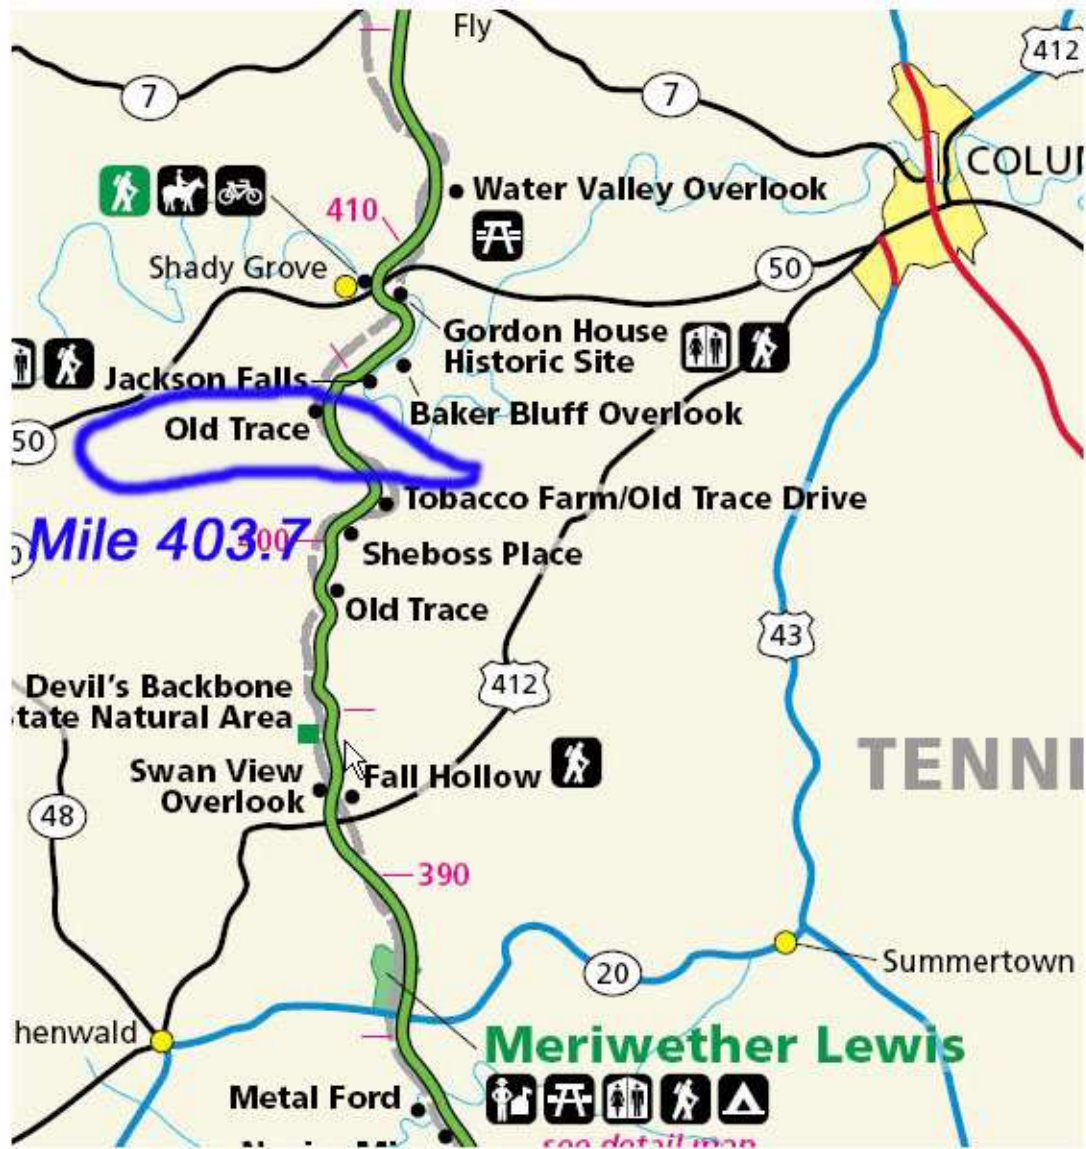 Fly
412
7
7
COLU
Water Valley Overlook
410
Shady Grove
50
Gordon House
Historic Site
Jackson Falls
Old Trace
Baker Bluff Overlook
50
Tobacco Farm/Old Trace Drive
Mile 403.7
400
Sheboss Place
Old Trace
43
412
Devil's Backbone
tate Natural Area
TENN
Swan View
Overlook
Fall Hollow
48
390
20
Summertown
henwald
Meriwether Lewis
Metal Ford
see detail map